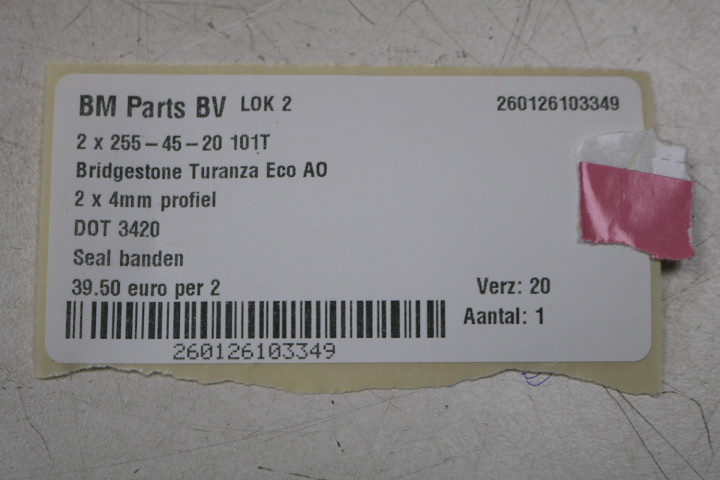 BM Parts BV LOK 2 260126103349
2 x 255-45-20 101T
Bridgestone Turanza Eco AO
2 x 4mm profiel
DOT 3420
Seal banden
39.50 euro per 2 Verz: 20
Aantal: 1
260126103349